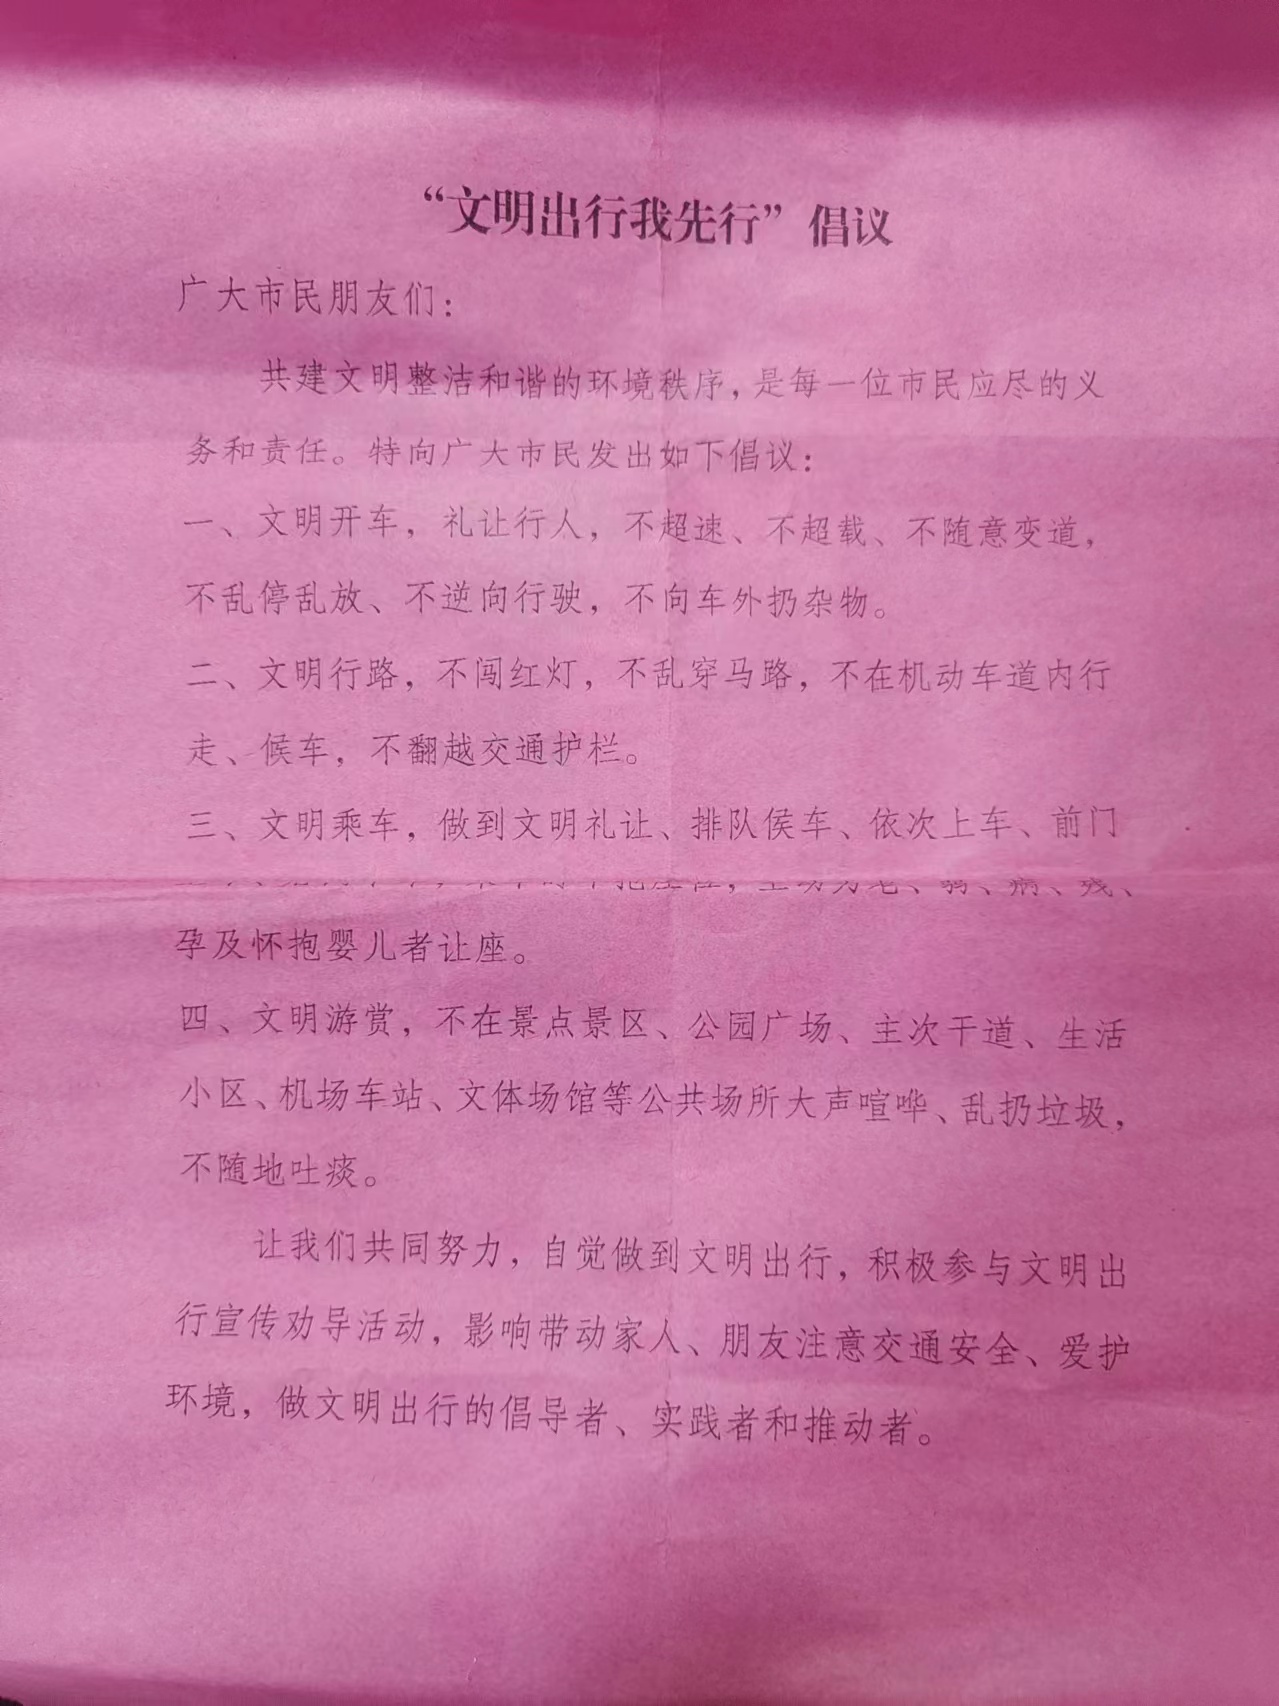 “文明出行我先行”倡议
广大市民朋友们：
共建文明整洁和谐的环境秩序，是每一位市民应尽的义
务和责任。特向广大市民发出如下倡议：
一、文明开车，礼让行人，不超速、不超载、不随意变道，
不乱停乱放、不逆向行驶，不向车外扔杂物。
二、文明行路，不闯红灯，不乱穿马路，不在机动车道内行
走、候车，不翻越交通护栏。
三、文明乘车，做到文明礼让、排队侯车、依次上车、前门
老、弱、病、残、
孕及怀抱婴儿者让座。
四、文明游赏，不在景点景区、公园广场、主次干道、生活
小区、机场车站、文体场馆等公共场所大声喧哗、乱扔垃圾，
不随地吐痰。
让我们共同努力，自觉做到文明出行，积极参与文明出
行宣传劝导活动，影响带动家人、朋友注意交通安全、爱护
环境，做文明出行的倡导者、实践者和推动者。